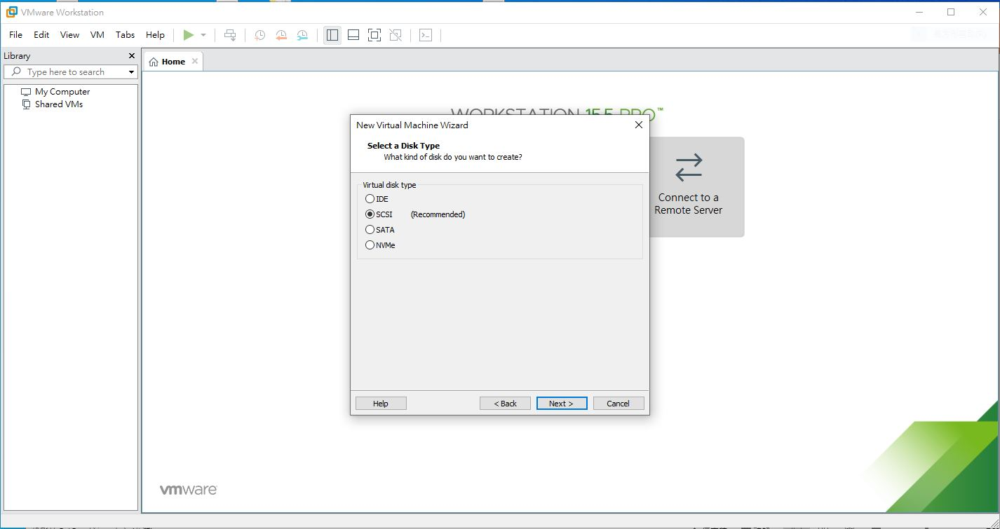 VMware Workstation
File Edit View VM Tabs Help
Library
Type here to search
My Computer
Shared VMs
Home
WORKSTATION 15.5 PRO™
New Virtual Machine Wizard
Select a Disk Type
What kind of disk do you want to create?
Virtual disk type
IDE
SCSI (Recommended)
SATA
NVMe
Connect to a
Remote Server
Help < Back Next > Cancel
vmware